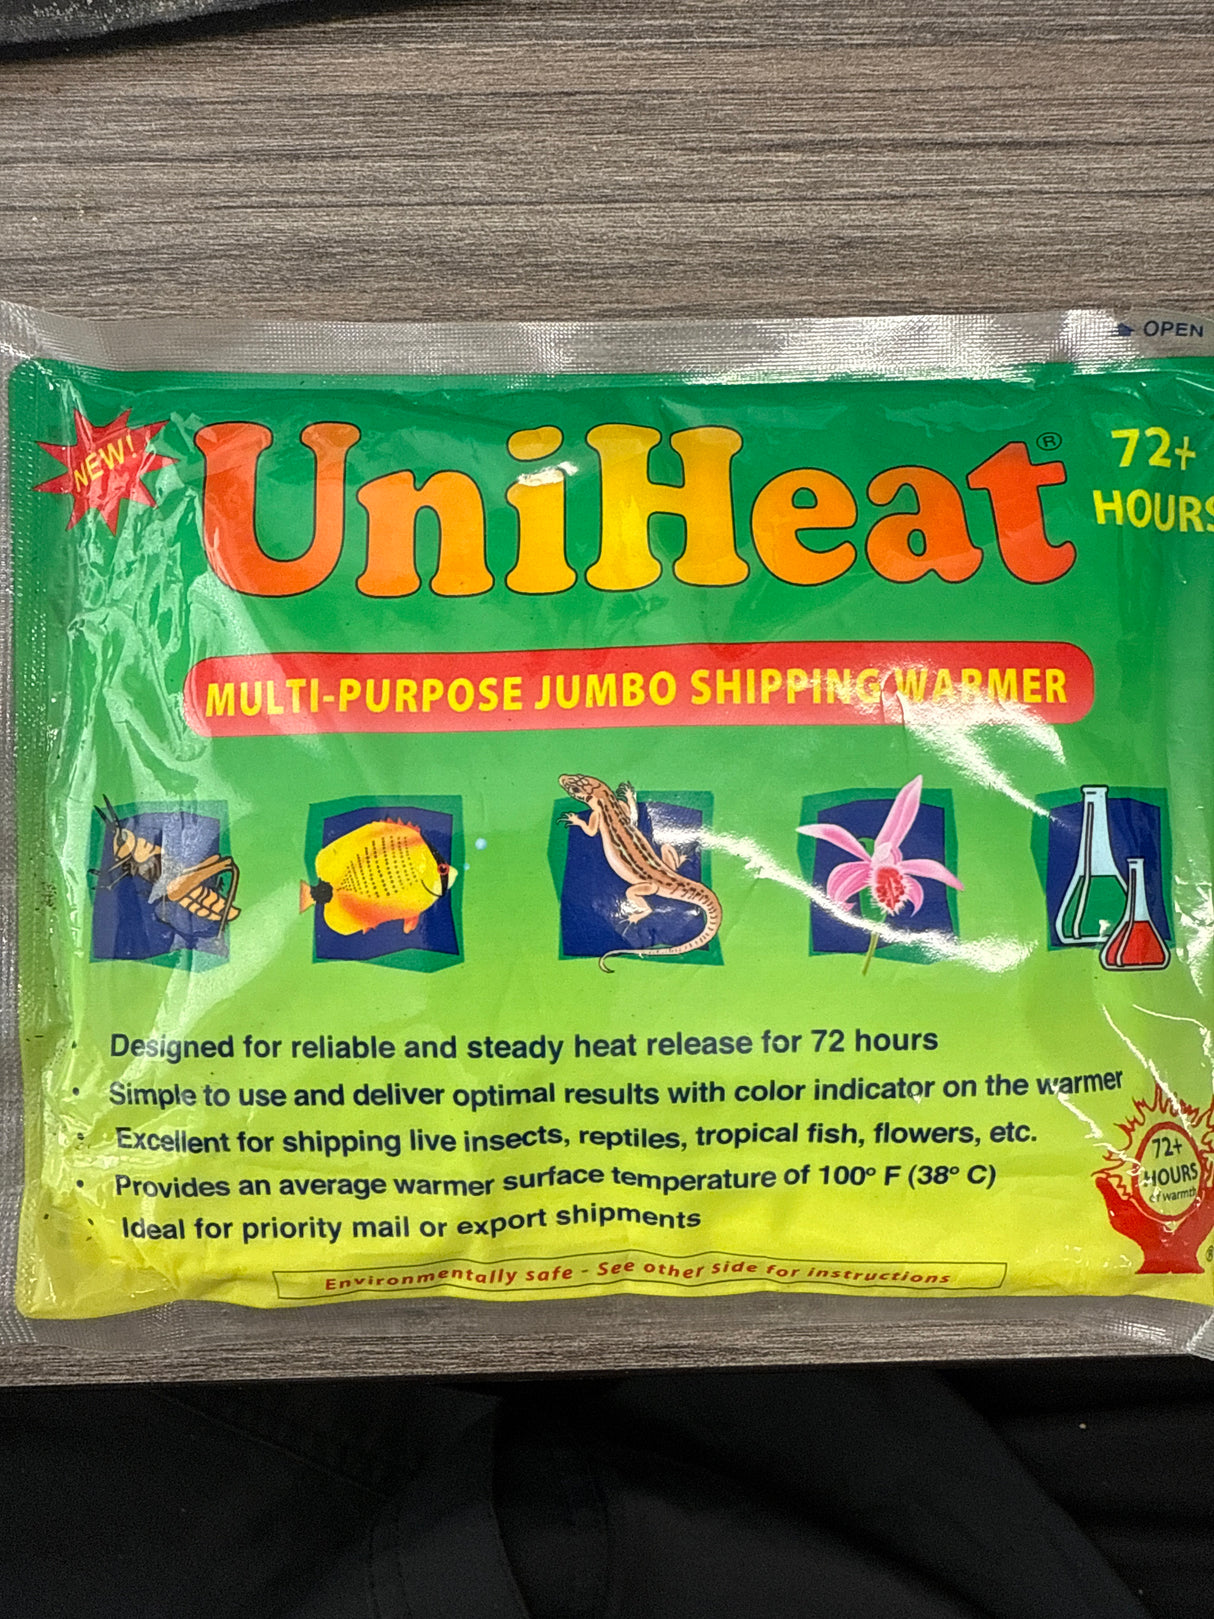 OPEN
NEW!
UniHeat®
72+
HOURS
MULTI-PURPOSE JUMBO SHIPPING WARMER
• Designed for reliable and steady heat release for 72 hours
• Simple to use and deliver optimal results with color indicator on the warmer
• Excellent for shipping live insects, reptiles, tropical fish, flowers, etc.
• Provides an average warmer surface temperature of 100° F (38° C)
• Ideal for priority mail or export shipments
72+
HOURS
of warmth
®
Environmentally safe - See other side for instructions